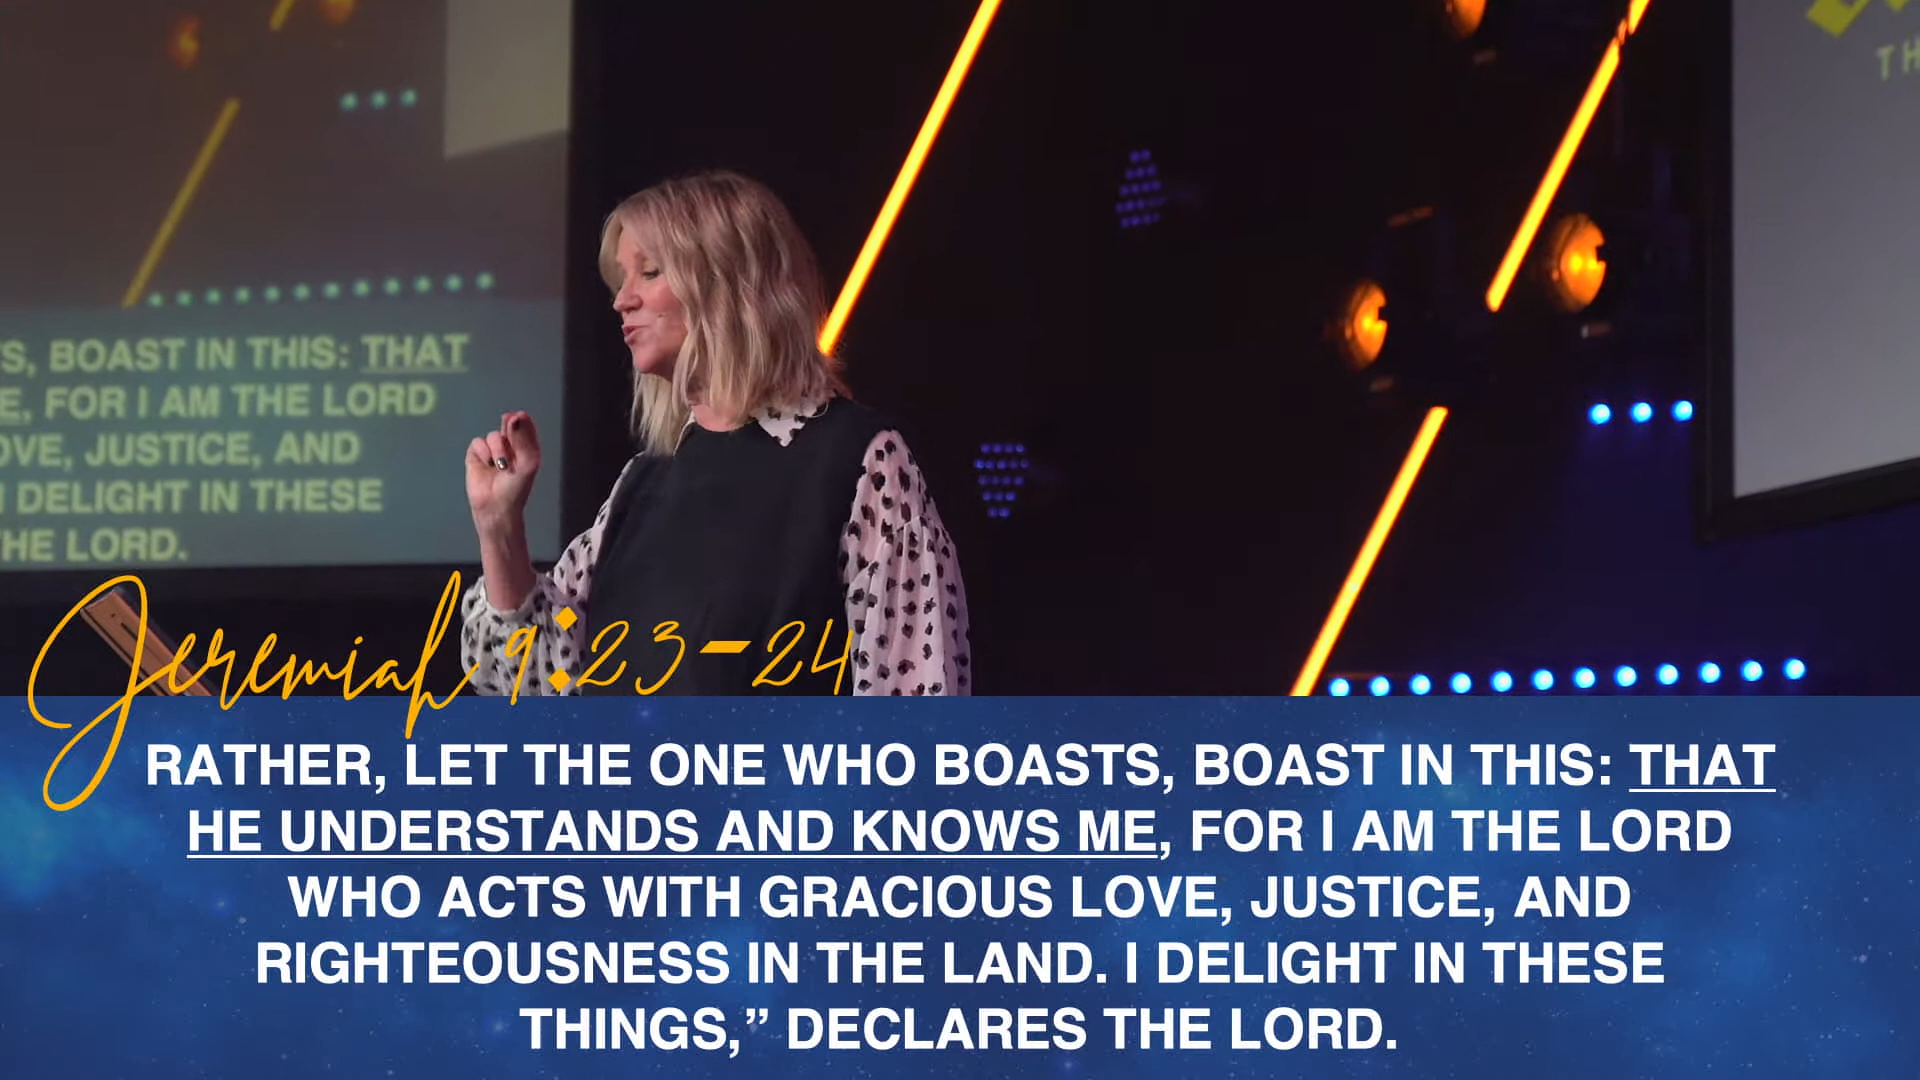 TH
S, BOAST IN THIS: THAT
E, FOR I AM THE LORD
OVE, JUSTICE, AND
I DELIGHT IN THESE
HE LORD.
Jeremiah 9:23-24
RATHER, LET THE ONE WHO BOASTS, BOAST IN THIS: THAT
HE UNDERSTANDS AND KNOWS ME, FOR I AM THE LORD
WHO ACTS WITH GRACIOUS LOVE, JUSTICE, AND
RIGHTEOUSNESS IN THE LAND. I DELIGHT IN THESE
THINGS,” DECLARES THE LORD.